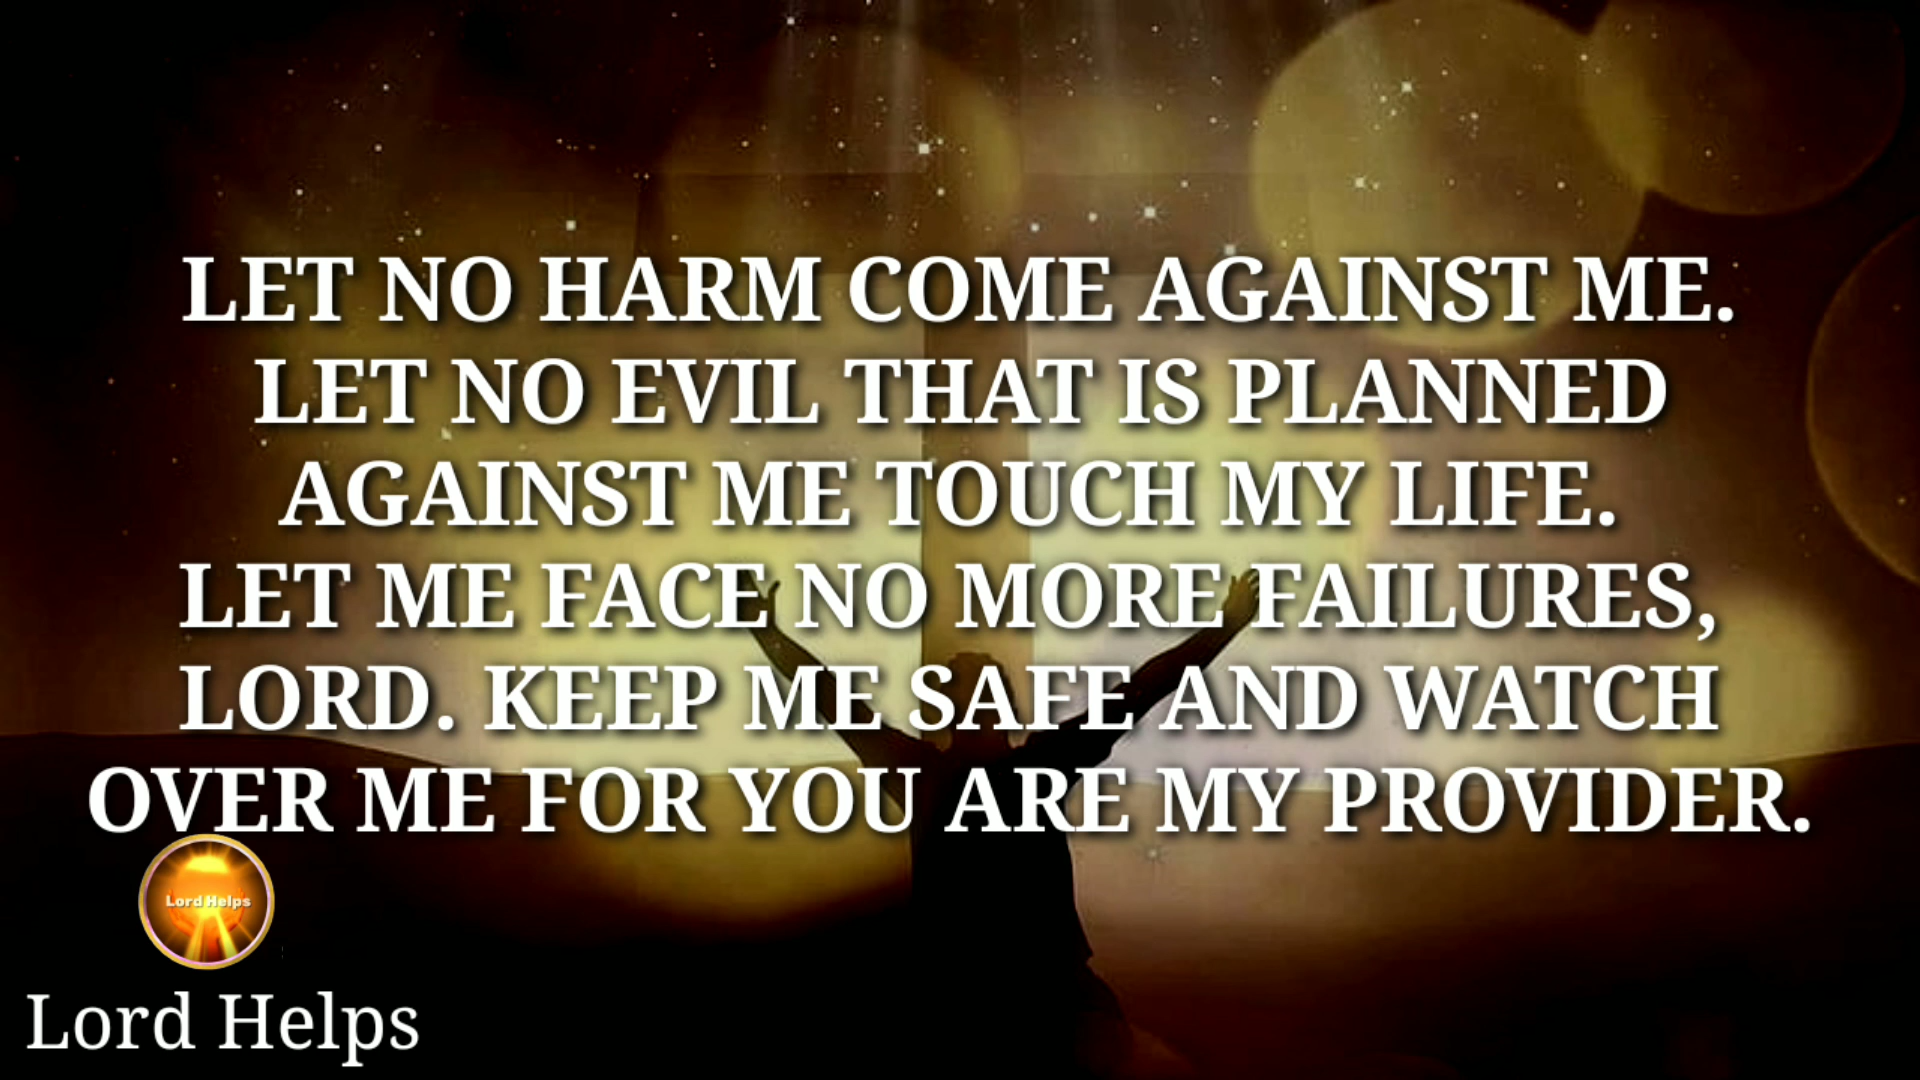 LET NO HARM COME AGAINST ME.
LET NO EVIL THAT IS PLANNED
AGAINST ME TOUCH MY LIFE.
LET ME FACE NO MORE FAILURES,
LORD. KEEP ME SAFE AND WATCH
OVER ME FOR YOU ARE MY PROVIDER.
Lord Helps
Lord Helps